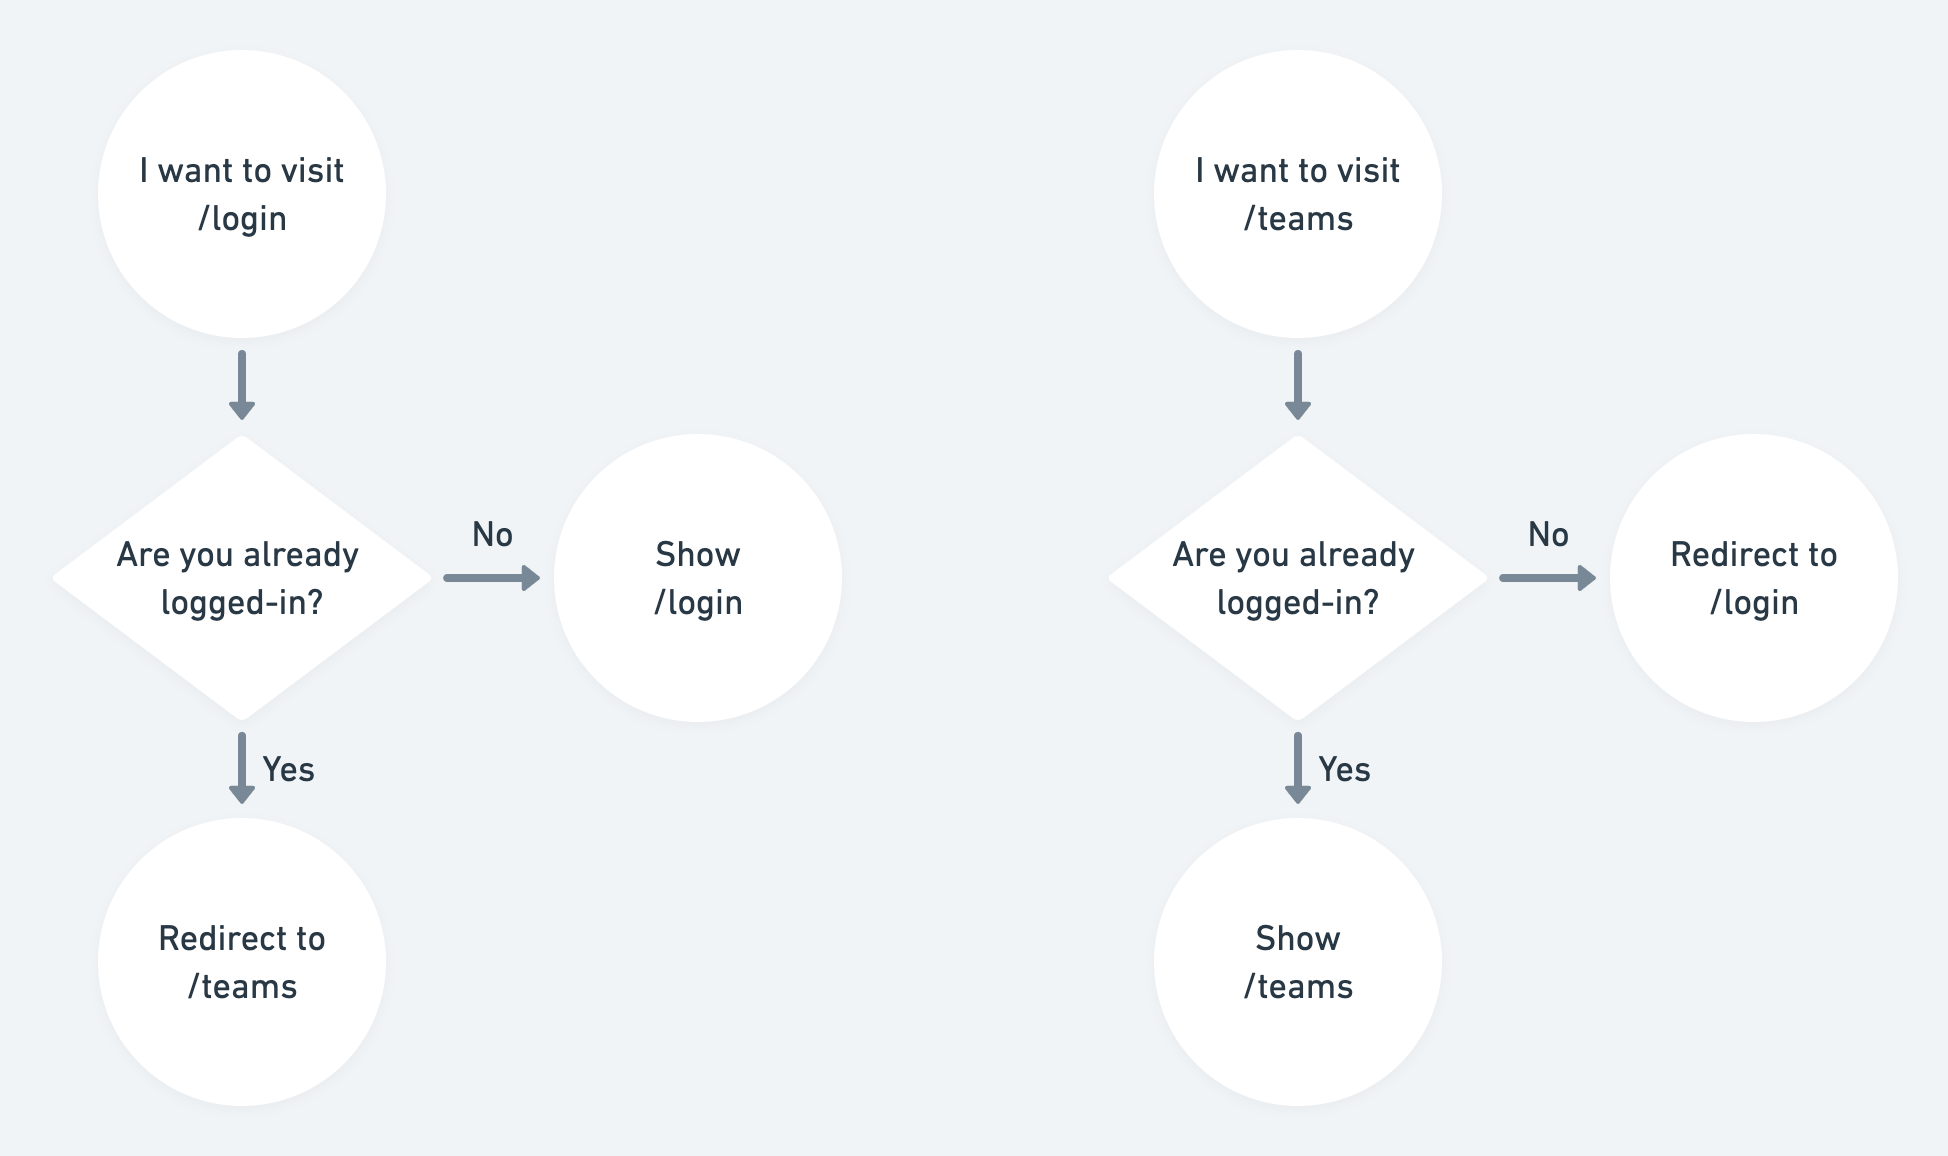 I want to visit
/login
Are you already
logged-in?
No
Show
/login
Yes
Redirect to
/teams
I want to visit
/teams
Are you already
logged-in?
No
Redirect to
/login
Yes
Show
/teams